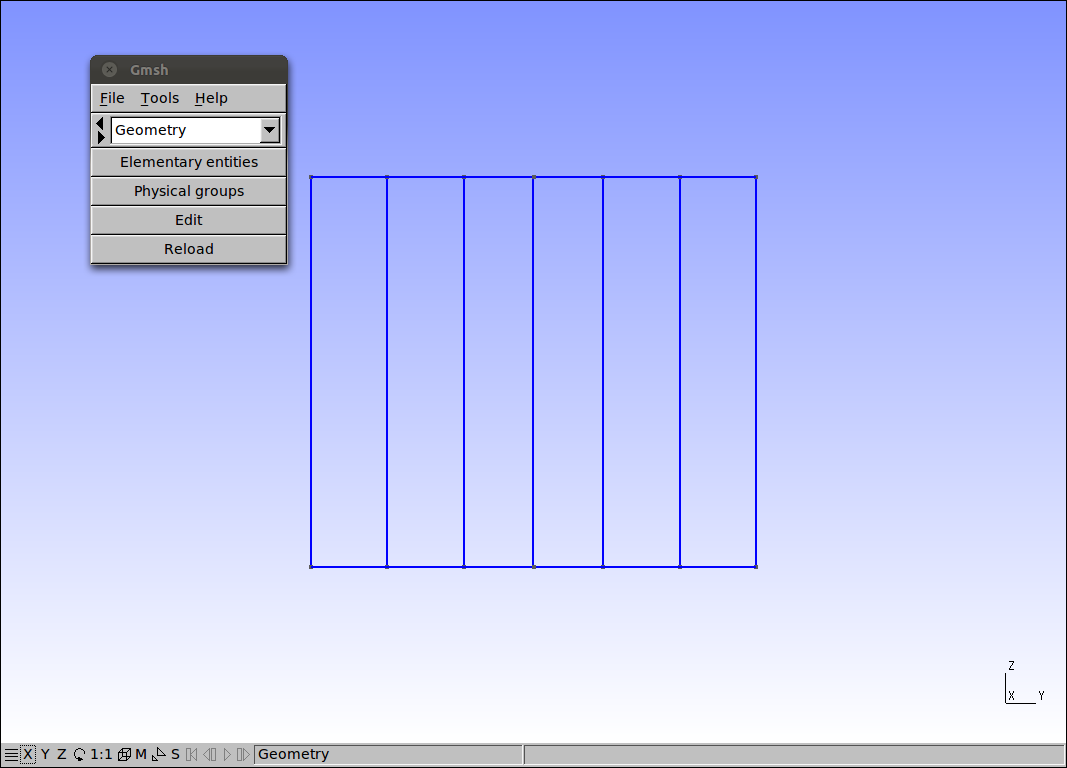 Gmsh
File Tools Help
Geometry
Elementary entities
Physical groups
Edit
Reload
Z
X Y
X Y Z 1:1 M S Geometry